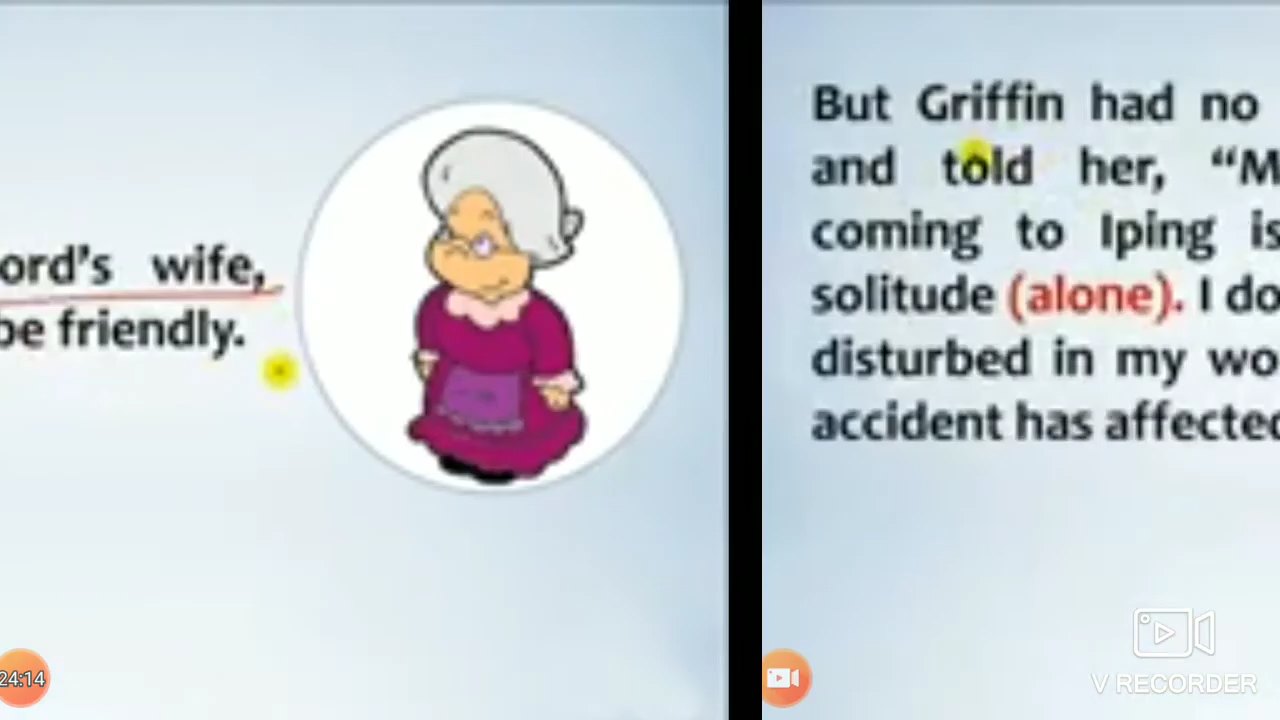 ord's wife,
be friendly.
24:14
But Griffin had no
and told her, “M
coming to Iping is
solitude (alone). I do
disturbed in my wo
accident has affected
V RECORDER